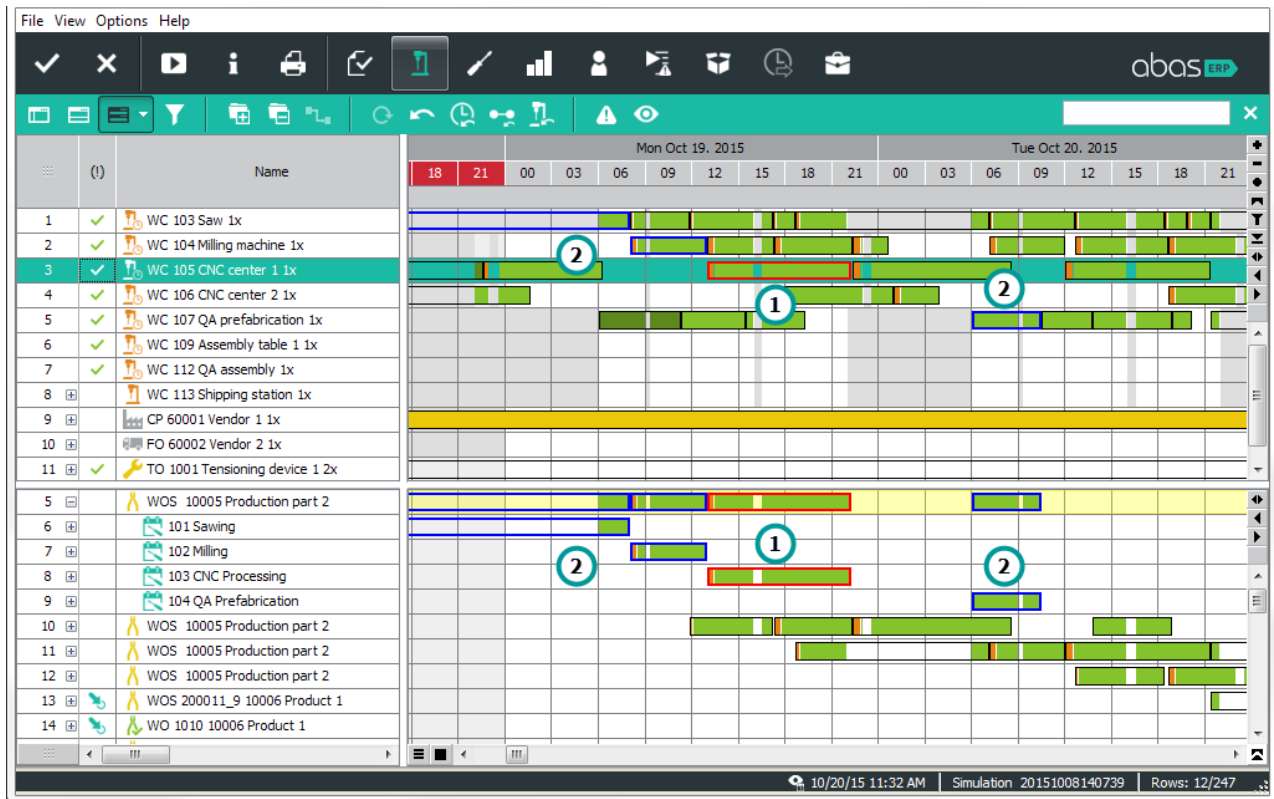 File View Options Help
abas ERP
Mon Oct 19. 2015 Tue Oct 20. 2015
(!) Name
18 21 00 03 06 09 12 15 18 21 00 03 06 09 12 15 18 21
1 WC 103 Saw 1x
2 WC 104 Milling machine 1x
2
3 WC 105 CNC center 1 1x
2
4 WC 106 CNC center 2 1x
1
5 WC 107 QA prefabrication 1x
6 WC 109 Assembly table 1 1x
7 WC 112 QA assembly 1x
8 WC 113 Shipping station 1x
9 CP 60001 Vendor 1 1x
10 FO 60002 Vendor 2 1x
11 TO 1001 Tensioning device 1 2x
5 WOS 10005 Production part 2
6 101 Sawing
7 102 Milling
1
8 103 CNC Processing
2 2
9 104 QA Prefabrication
10 WOS 10005 Production part 2
11 WOS 10005 Production part 2
12 WOS 10005 Production part 2
13 WOS 200011_9 10006 Product 1
14 WO 1010 10006 Product 1
10/20/15 11:32 AM Simulation 20151008140739 Rows: 12/247